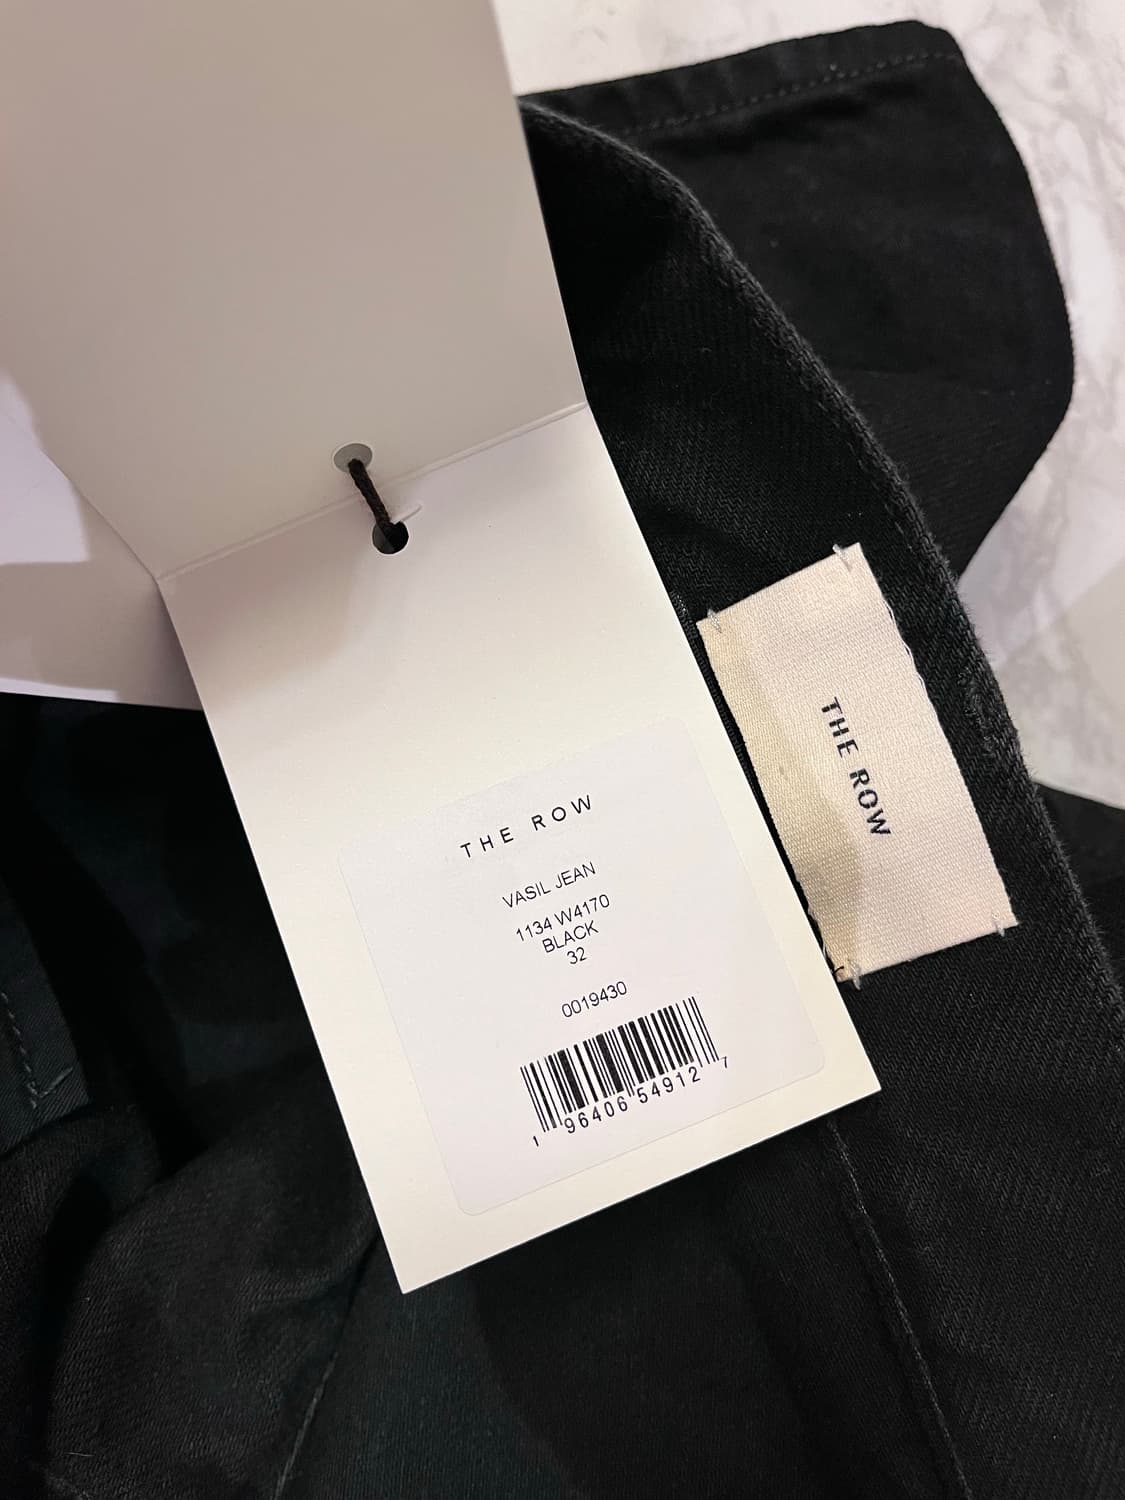 THE ROW
VASIL JEAN
1134 W4170
BLACK
32
0019430
1 96406 54912 7
THE ROW